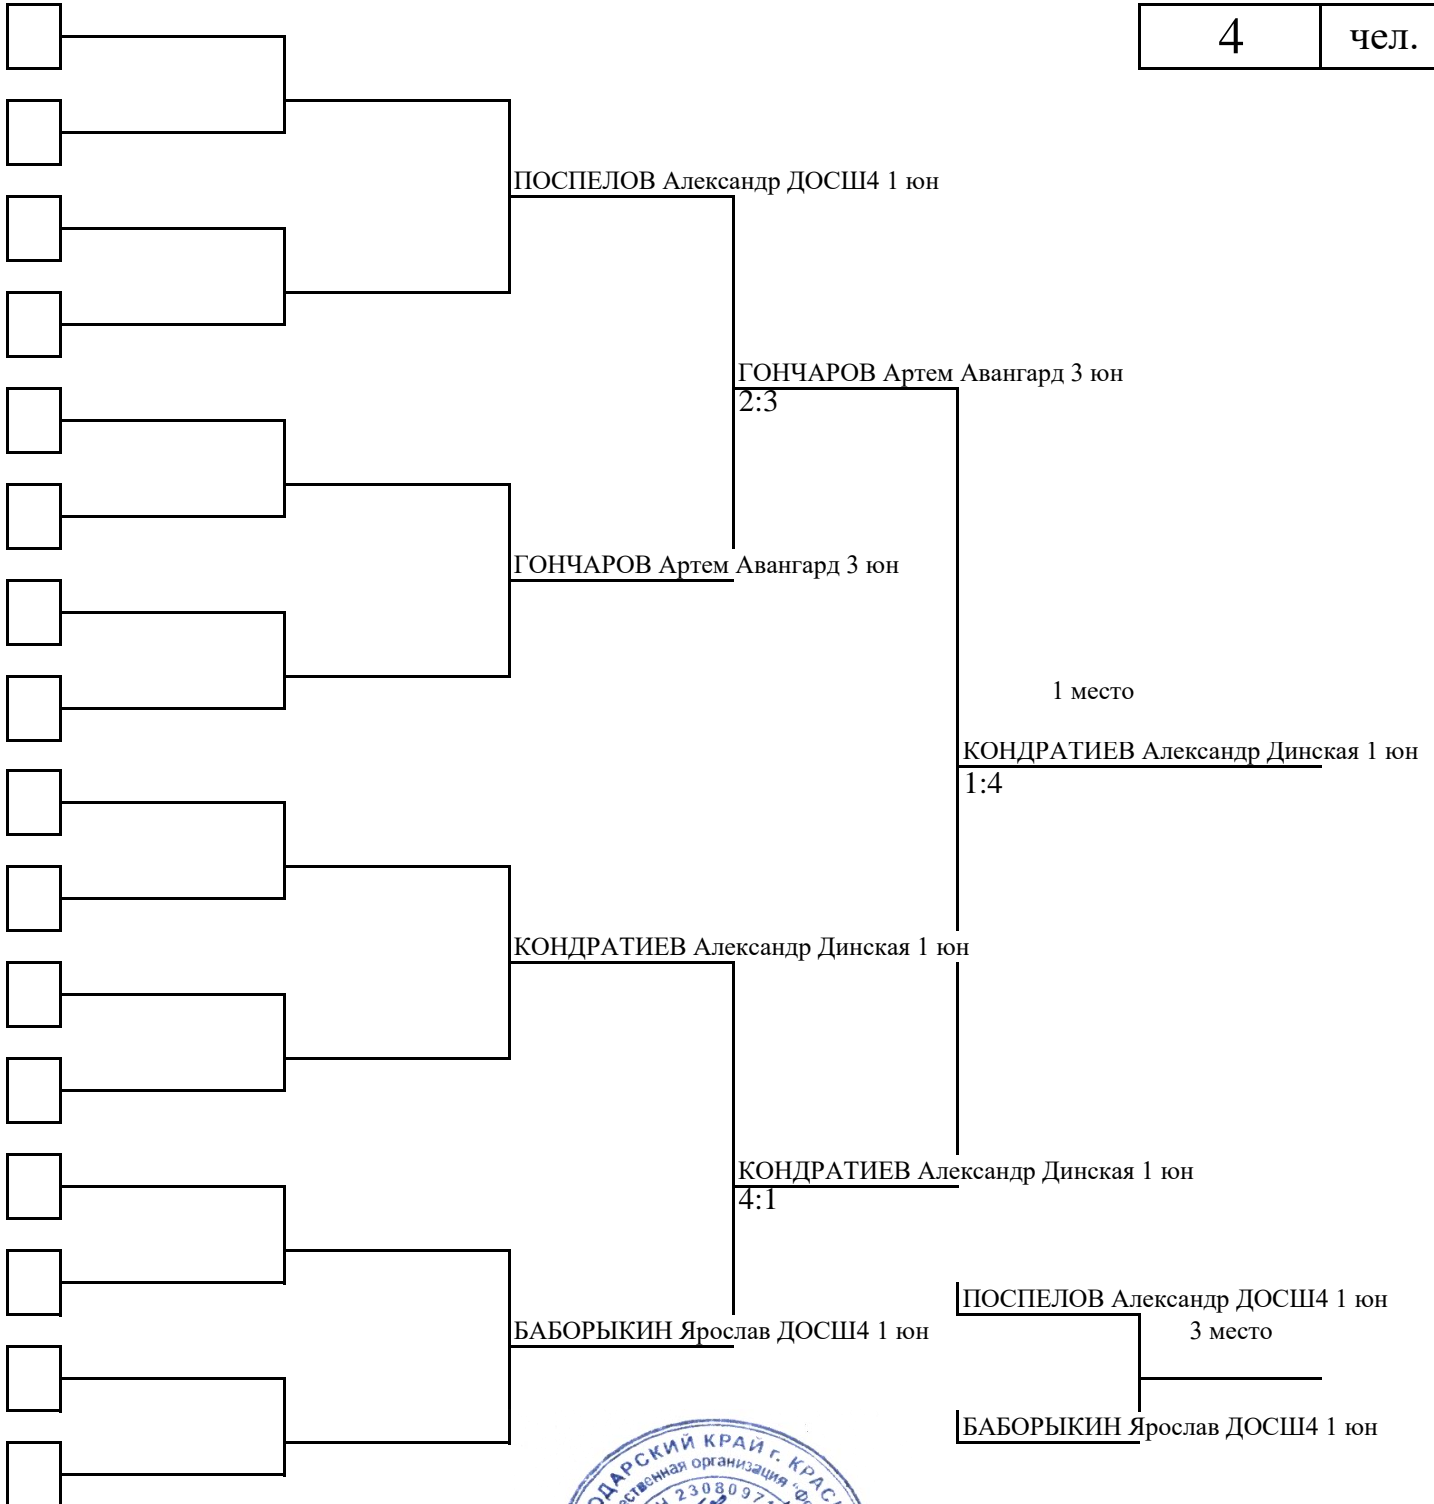 4 чел.
ПОСПЕЛОВ Александр ДОСШ4 1 юн
ГОНЧАРОВ Артем Авангард 3 юн
2:3
ГОНЧАРОВ Артем Авангард 3 юн
1 место
КОНДРАТИЕВ Александр Динская 1 юн
1:4
КОНДРАТИЕВ Александр Динская 1 юн
КОНДРАТИЕВ Александр Динская 1 юн
4:1
ПОСПЕЛОВ Александр ДОСШ4 1 юн
БАБОРЫКИН Ярослав ДОСШ4 1 юн
3 место
БАБОРЫКИН Ярослав ДОСШ4 1 юн
КИЙ КРАЙ г.
организация